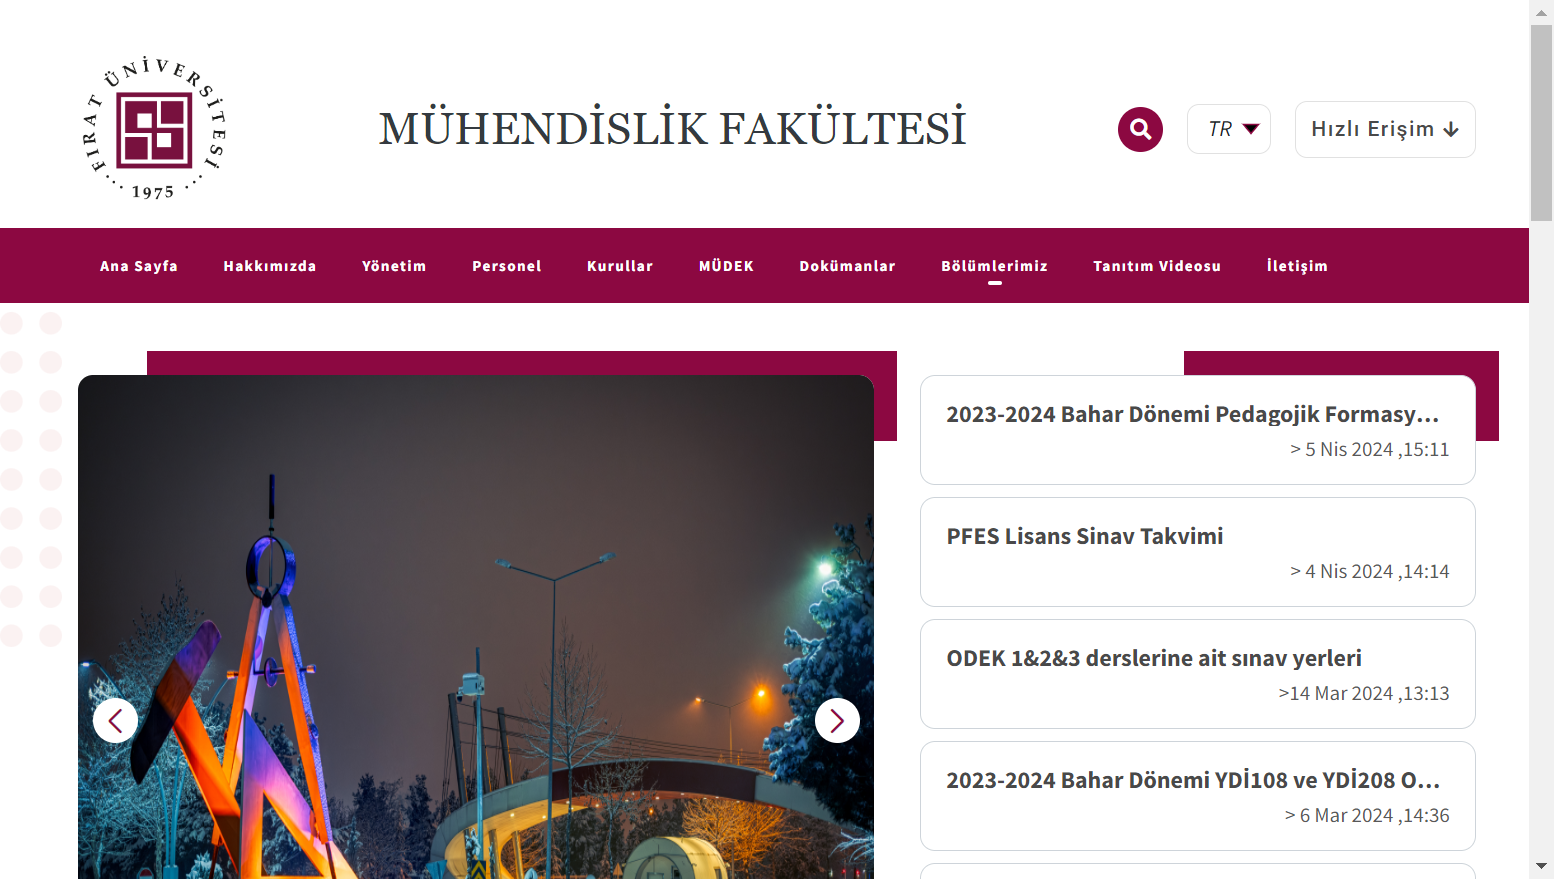 FIRAT ÜNİVERSİTESİ
1975
MÜHENDİSLİK FAKÜLTESİ
TR
Hızlı Erişim
Ana Sayfa Hakkımızda Yönetim Personel Kurullar MÜDEK Dokümanlar Bölümlerimiz Tanıtım Videosu İletişim
2023-2024 Bahar Dönemi Pedagojik Formasy...
> 5 Nis 2024 ,15:11
PFES Lisans Sinav Takvimi
> 4 Nis 2024 ,14:14
ODEK 1&2&3 derslerine ait sınav yerleri
>14 Mar 2024 ,13:13
2023-2024 Bahar Dönemi YDİ108 ve YDİ208 O...
> 6 Mar 2024 ,14:36